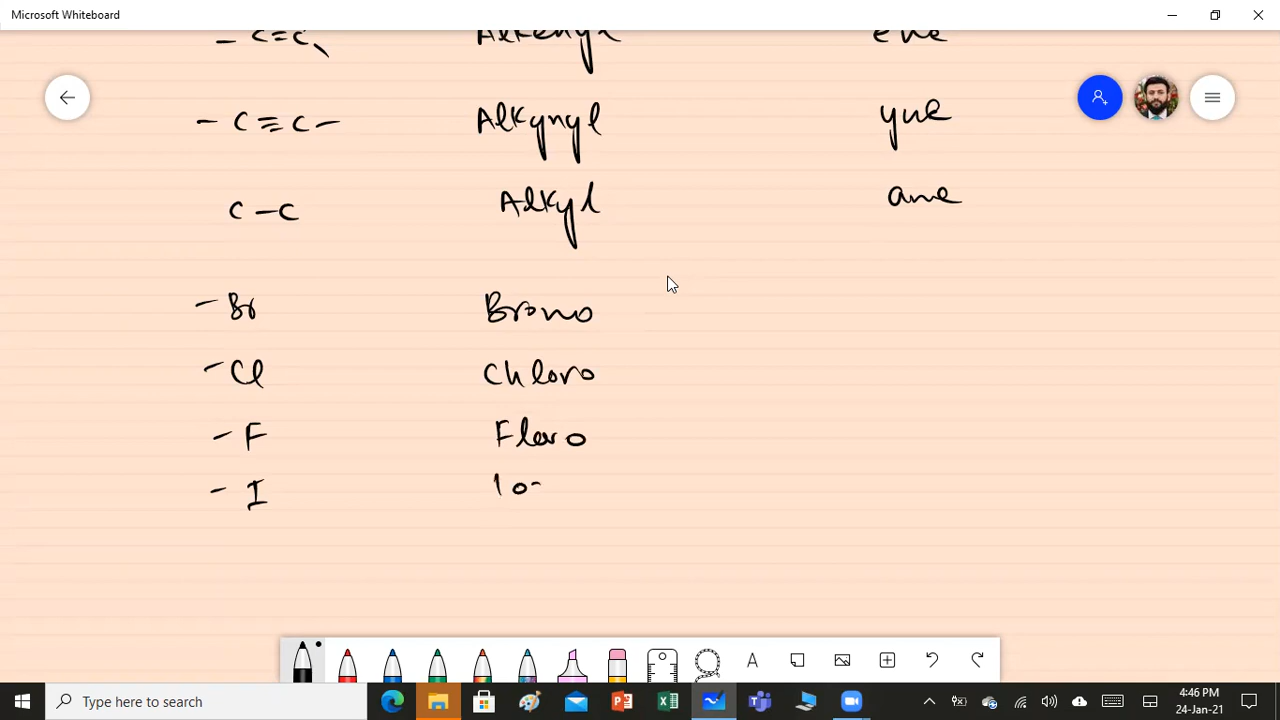 Microsoft Whiteboard
- C=C Alkenyl ene
- C≡C - Alkynyl yne
C-C Alkyl ane
- Br Bromo
- Cl Chloro
- F Floro
- I Io
Type here to search
4:46 PM
24-Jan-21